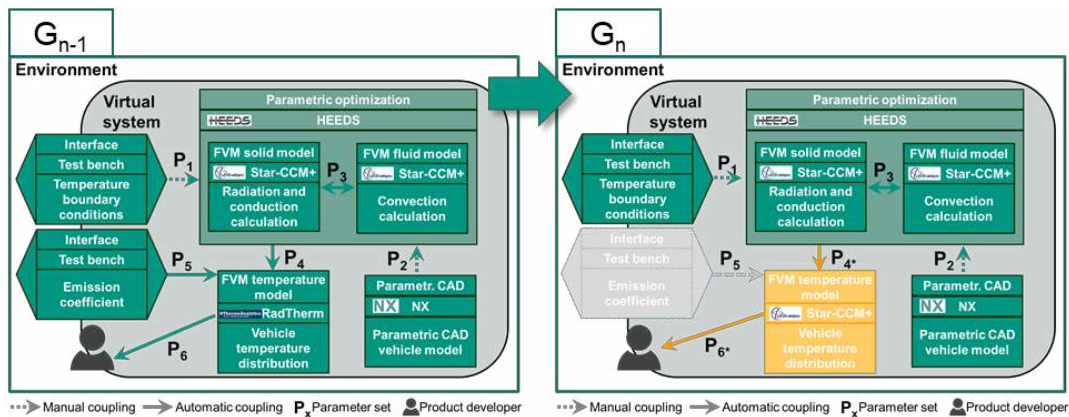 Gn-1
Environment
Virtual
system
Parametric optimization
HEEDS HEEDS
Interface
Test bench
Temperature
boundary
conditions
P1
FVM solid model
Star-CCM+
Radiation and
conduction
calculation
P3
FVM fluid model
Star-CCM+
Convection
calculation
Interface
Test bench
Emission
coefficient
P5
P4
P2
FVM temperature
model
RadTherm
Vehicle
temperature
distribution
Parametr. CAD
NX NX
Parametric CAD
vehicle model
P6
Manual coupling Automatic coupling Px Parameter set Product developer
Gn
Environment
Virtual
system
Parametric optimization
HEEDS HEEDS
Interface
Test bench
Temperature
boundary
conditions
P1
FVM solid model
Star-CCM+
Radiation and
conduction
calculation
P3
FVM fluid model
Star-CCM+
Convection
calculation
Interface
Test bench
Emission
coefficient
P5
P4*
P2
FVM temperature
model
Star-CCM+
Vehicle
temperature
distribution
Parametr. CAD
NX NX
Parametric CAD
vehicle model
P6*
Manual coupling Automatic coupling Px Parameter set Product developer